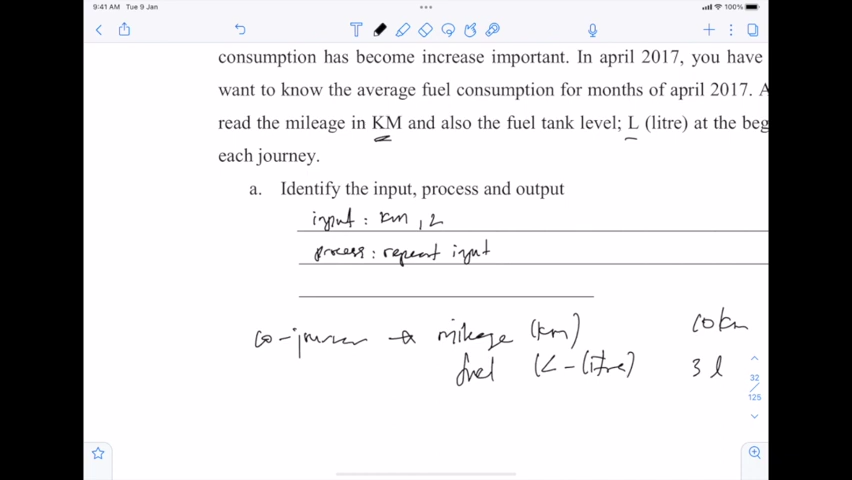 9:41 AM Tue 9 Jan
100%
consumption has become increase important. In april 2017, you have
want to know the average fuel consumption for months of april 2017. A
read the mileage in KM and also the fuel tank level; L (litre) at the beg
each journey.
a. Identify the input, process and output
input : km , L
process : repeat input
→ mileage (km) 10 km
fuel (L - litre) 3 l
32
125